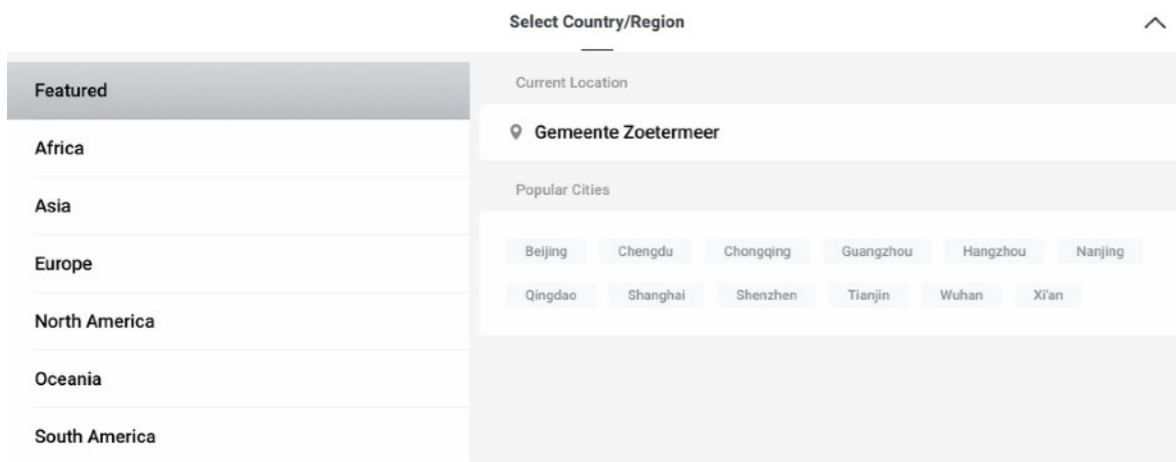 Select Country/Region
Featured
Africa
Asia
Europe
North America
Oceania
South America
Current Location
Gemeente Zoetermeer
Popular Cities
Beijing Chengdu Chongqing Guangzhou Hangzhou Nanjing
Qingdao Shanghai Shenzhen Tianjin Wuhan Xi'an